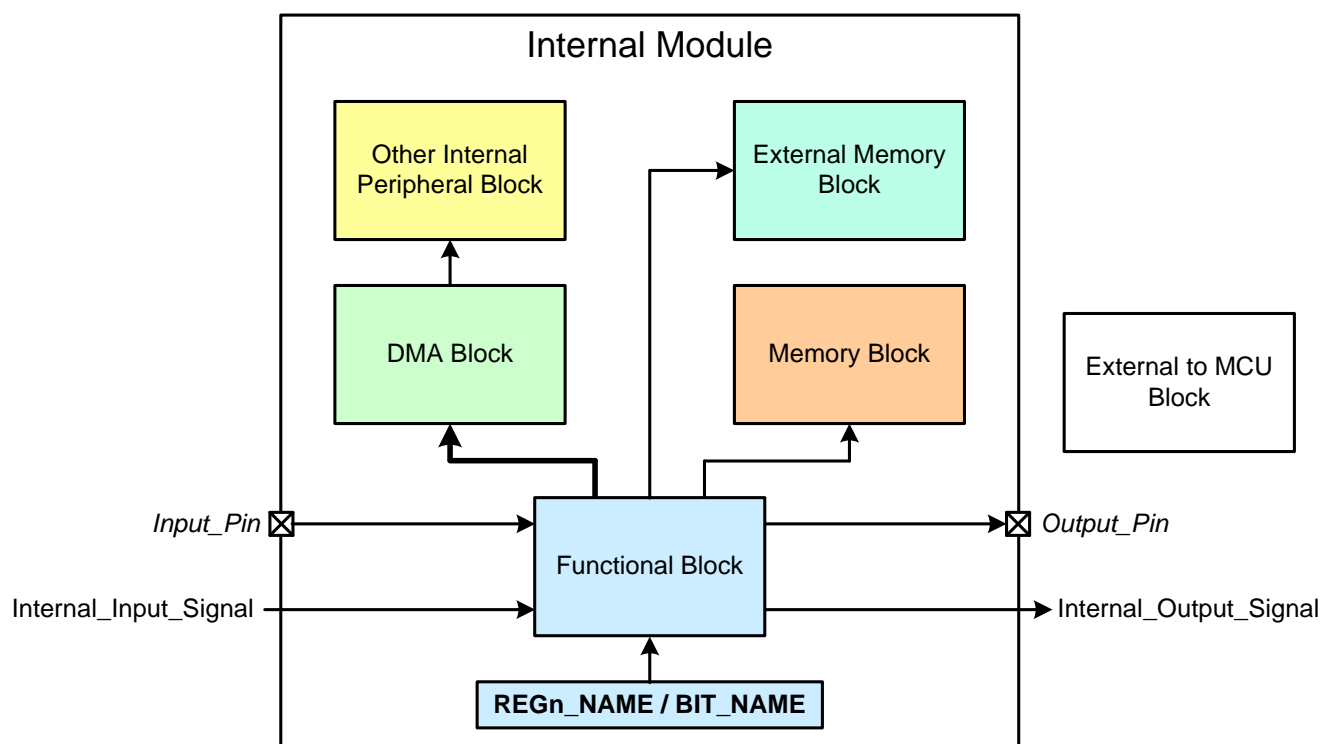 Internal Module
Other Internal
Peripheral Block
External Memory
Block
DMA Block
Memory Block
External to MCU
Block
Input_Pin
Output_Pin
Functional Block
Internal_Input_Signal
Internal_Output_Signal
REGn_NAME / BIT_NAME